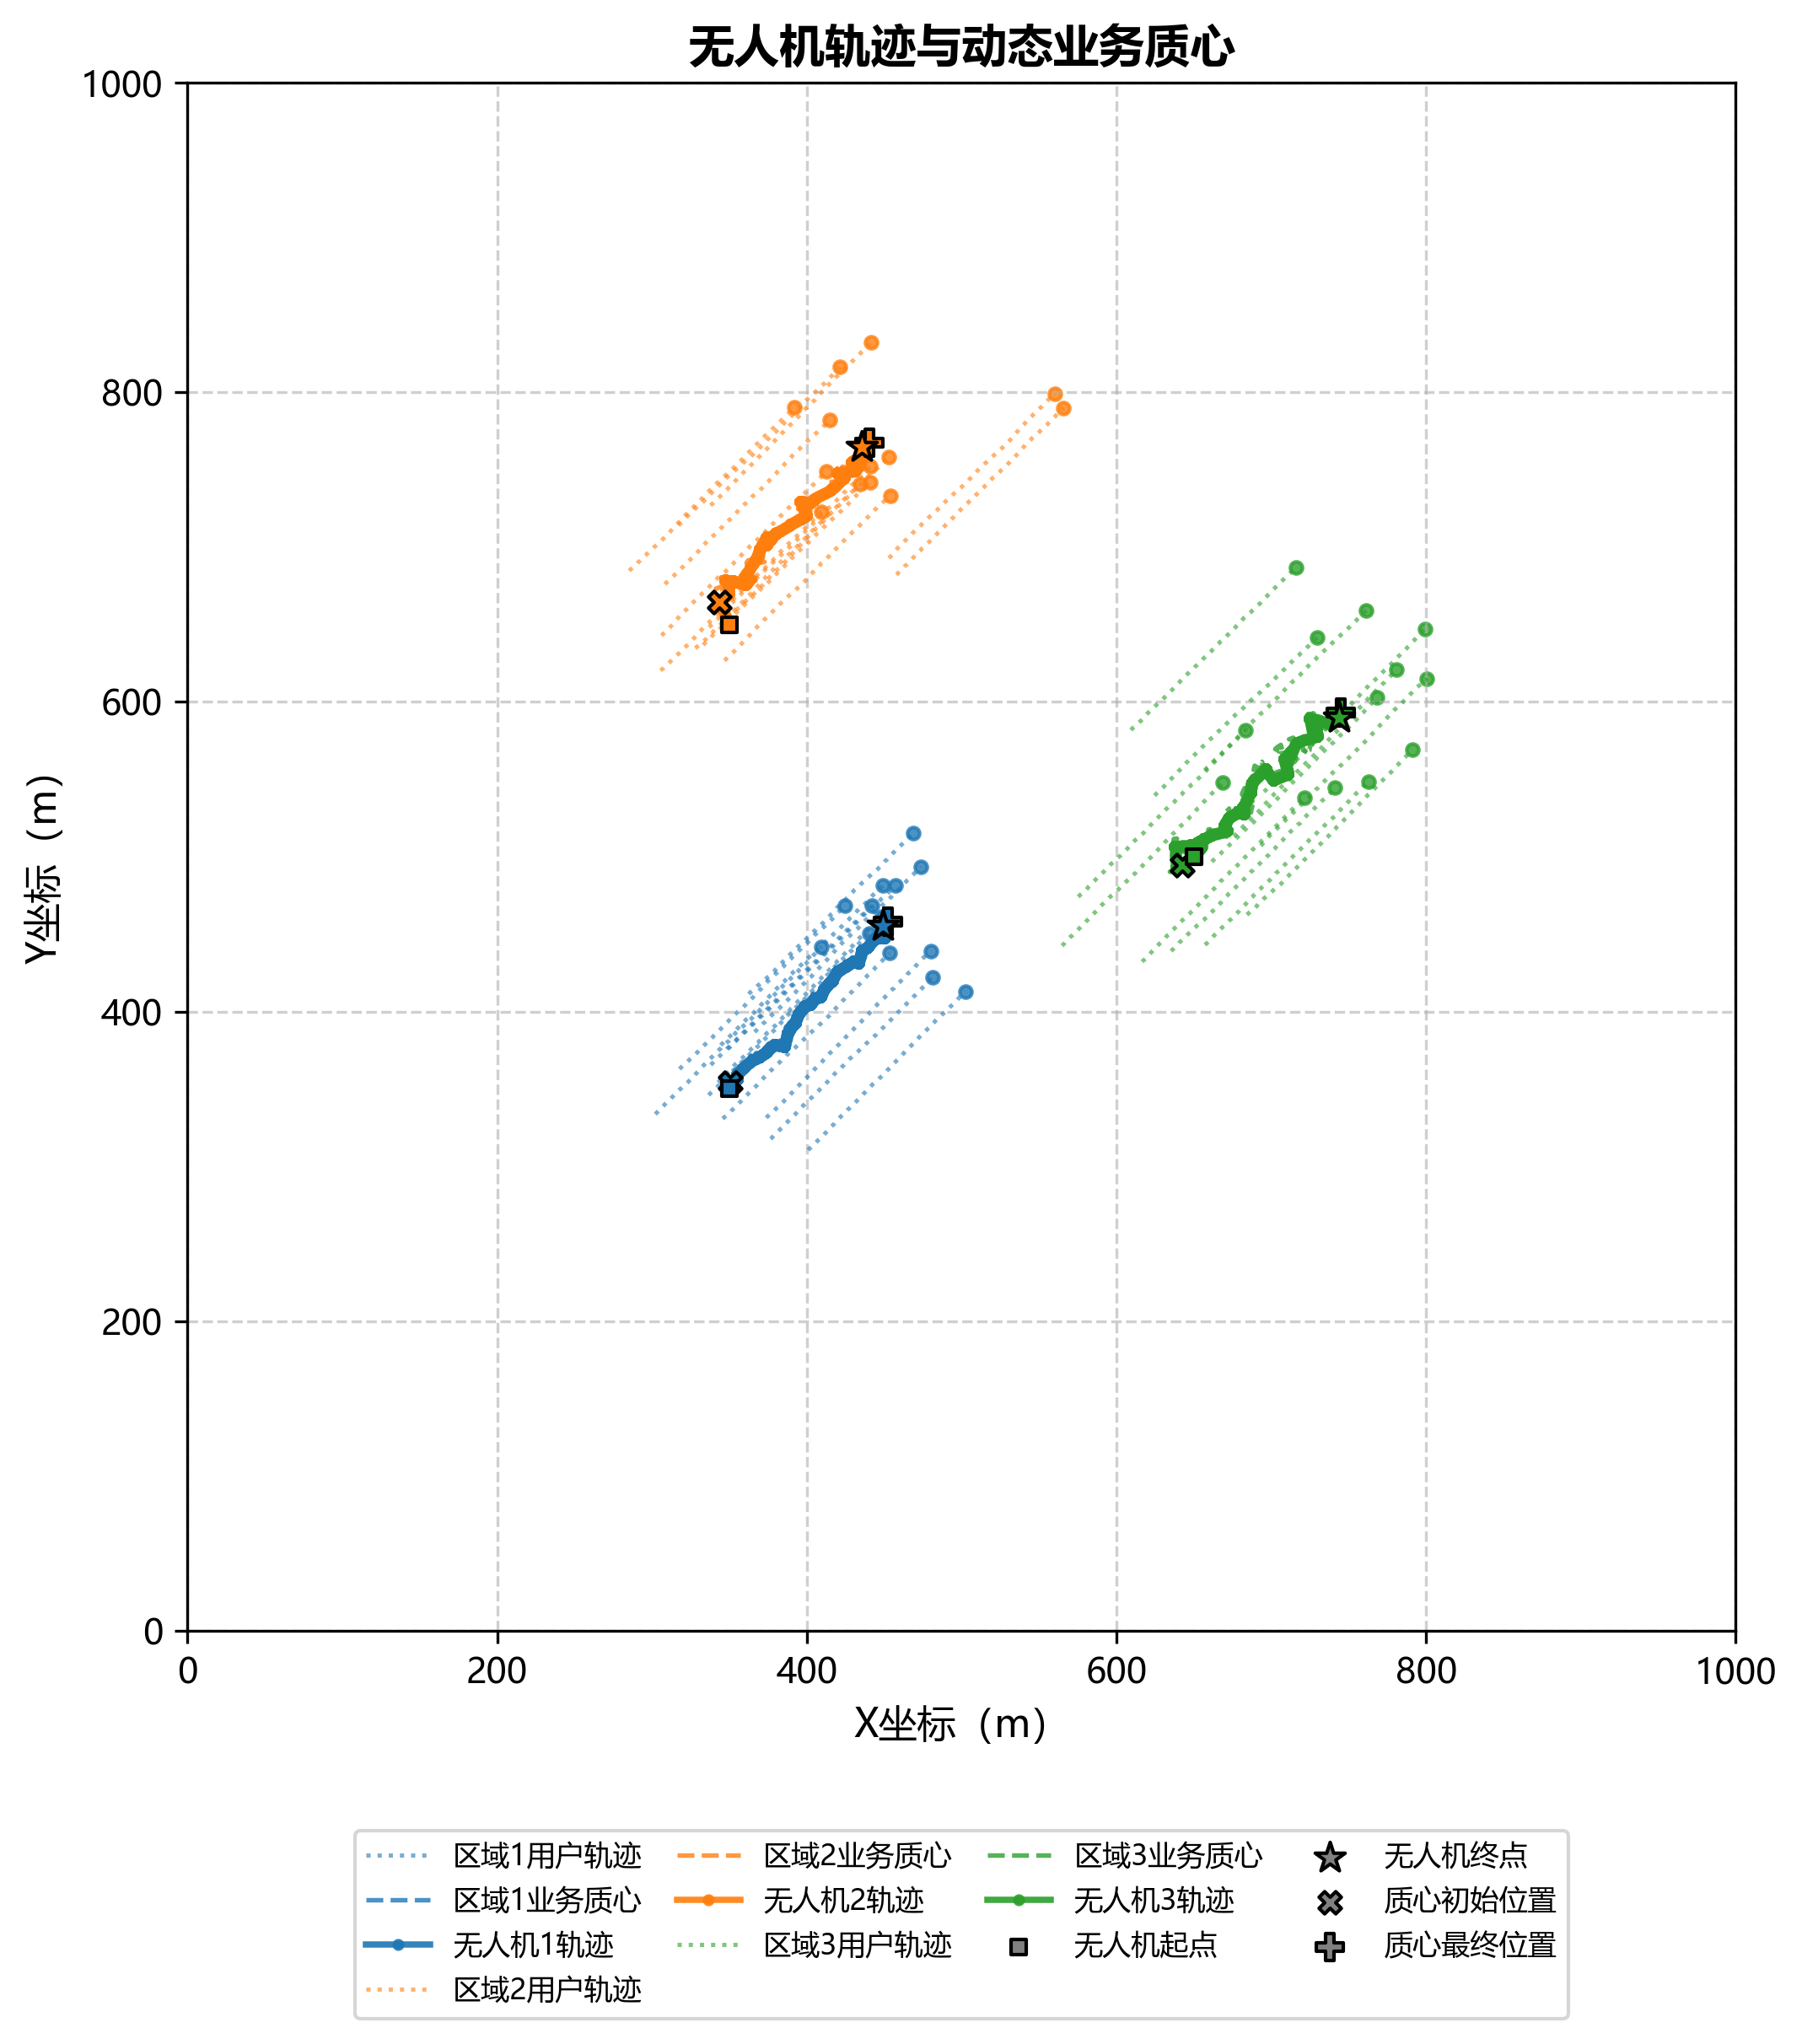 无人机轨迹与动态业务质心
1000
800
600
400
200
0
Y坐标（m）
0 200 400 600 800 1000
X坐标（m）
区域1用户轨迹
区域1业务质心
无人机1轨迹
区域2用户轨迹
区域2业务质心
无人机2轨迹
区域3用户轨迹
区域3业务质心
无人机3轨迹
无人机起点
无人机终点
质心初始位置
质心最终位置